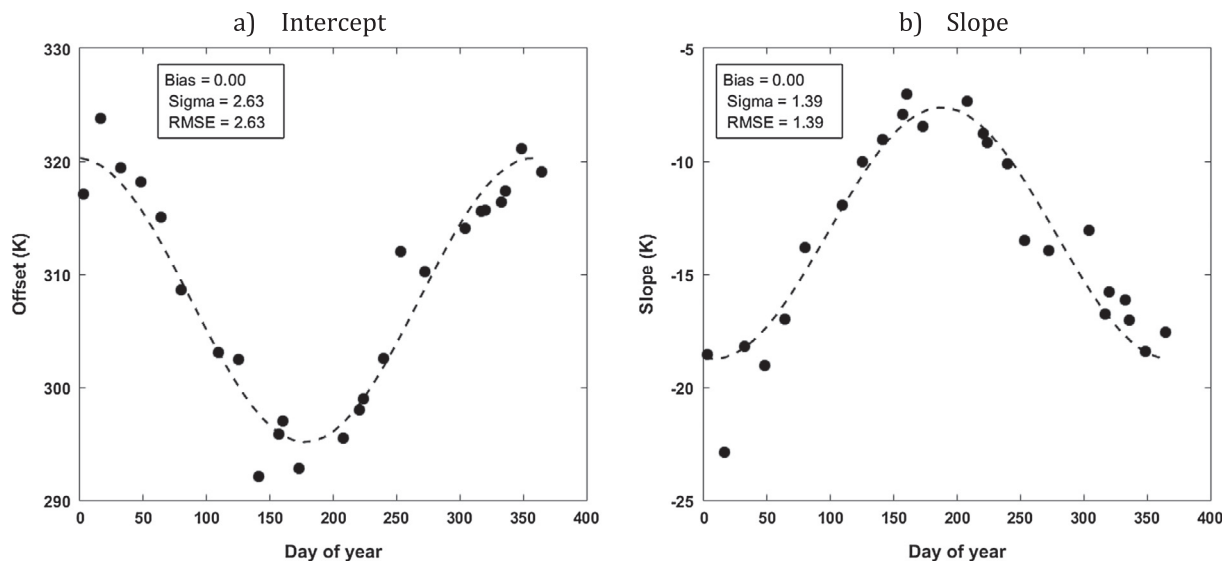 a) Intercept
330
320
310
300
290
Offset (K)
Bias = 0.00
Sigma = 2.63
RMSE = 2.63
0 50 100 150 200 250 300 350 400
Day of year
b) Slope
-5
-10
-15
-20
-25
Slope (K)
Bias = 0.00
Sigma = 1.39
RMSE = 1.39
0 50 100 150 200 250 300 350 400
Day of year